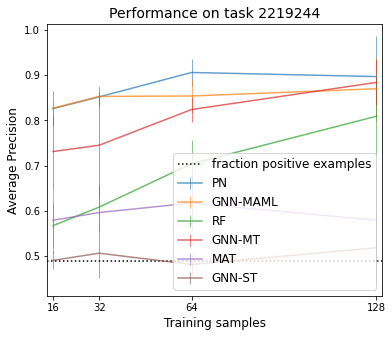 Performance on task 2219244
Average Precision
1.0
0.9
0.8
0.7
0.6
0.5
fraction positive examples
PN
GNN-MAML
RF
GNN-MT
MAT
GNN-ST
16
32
64
128
Training samples